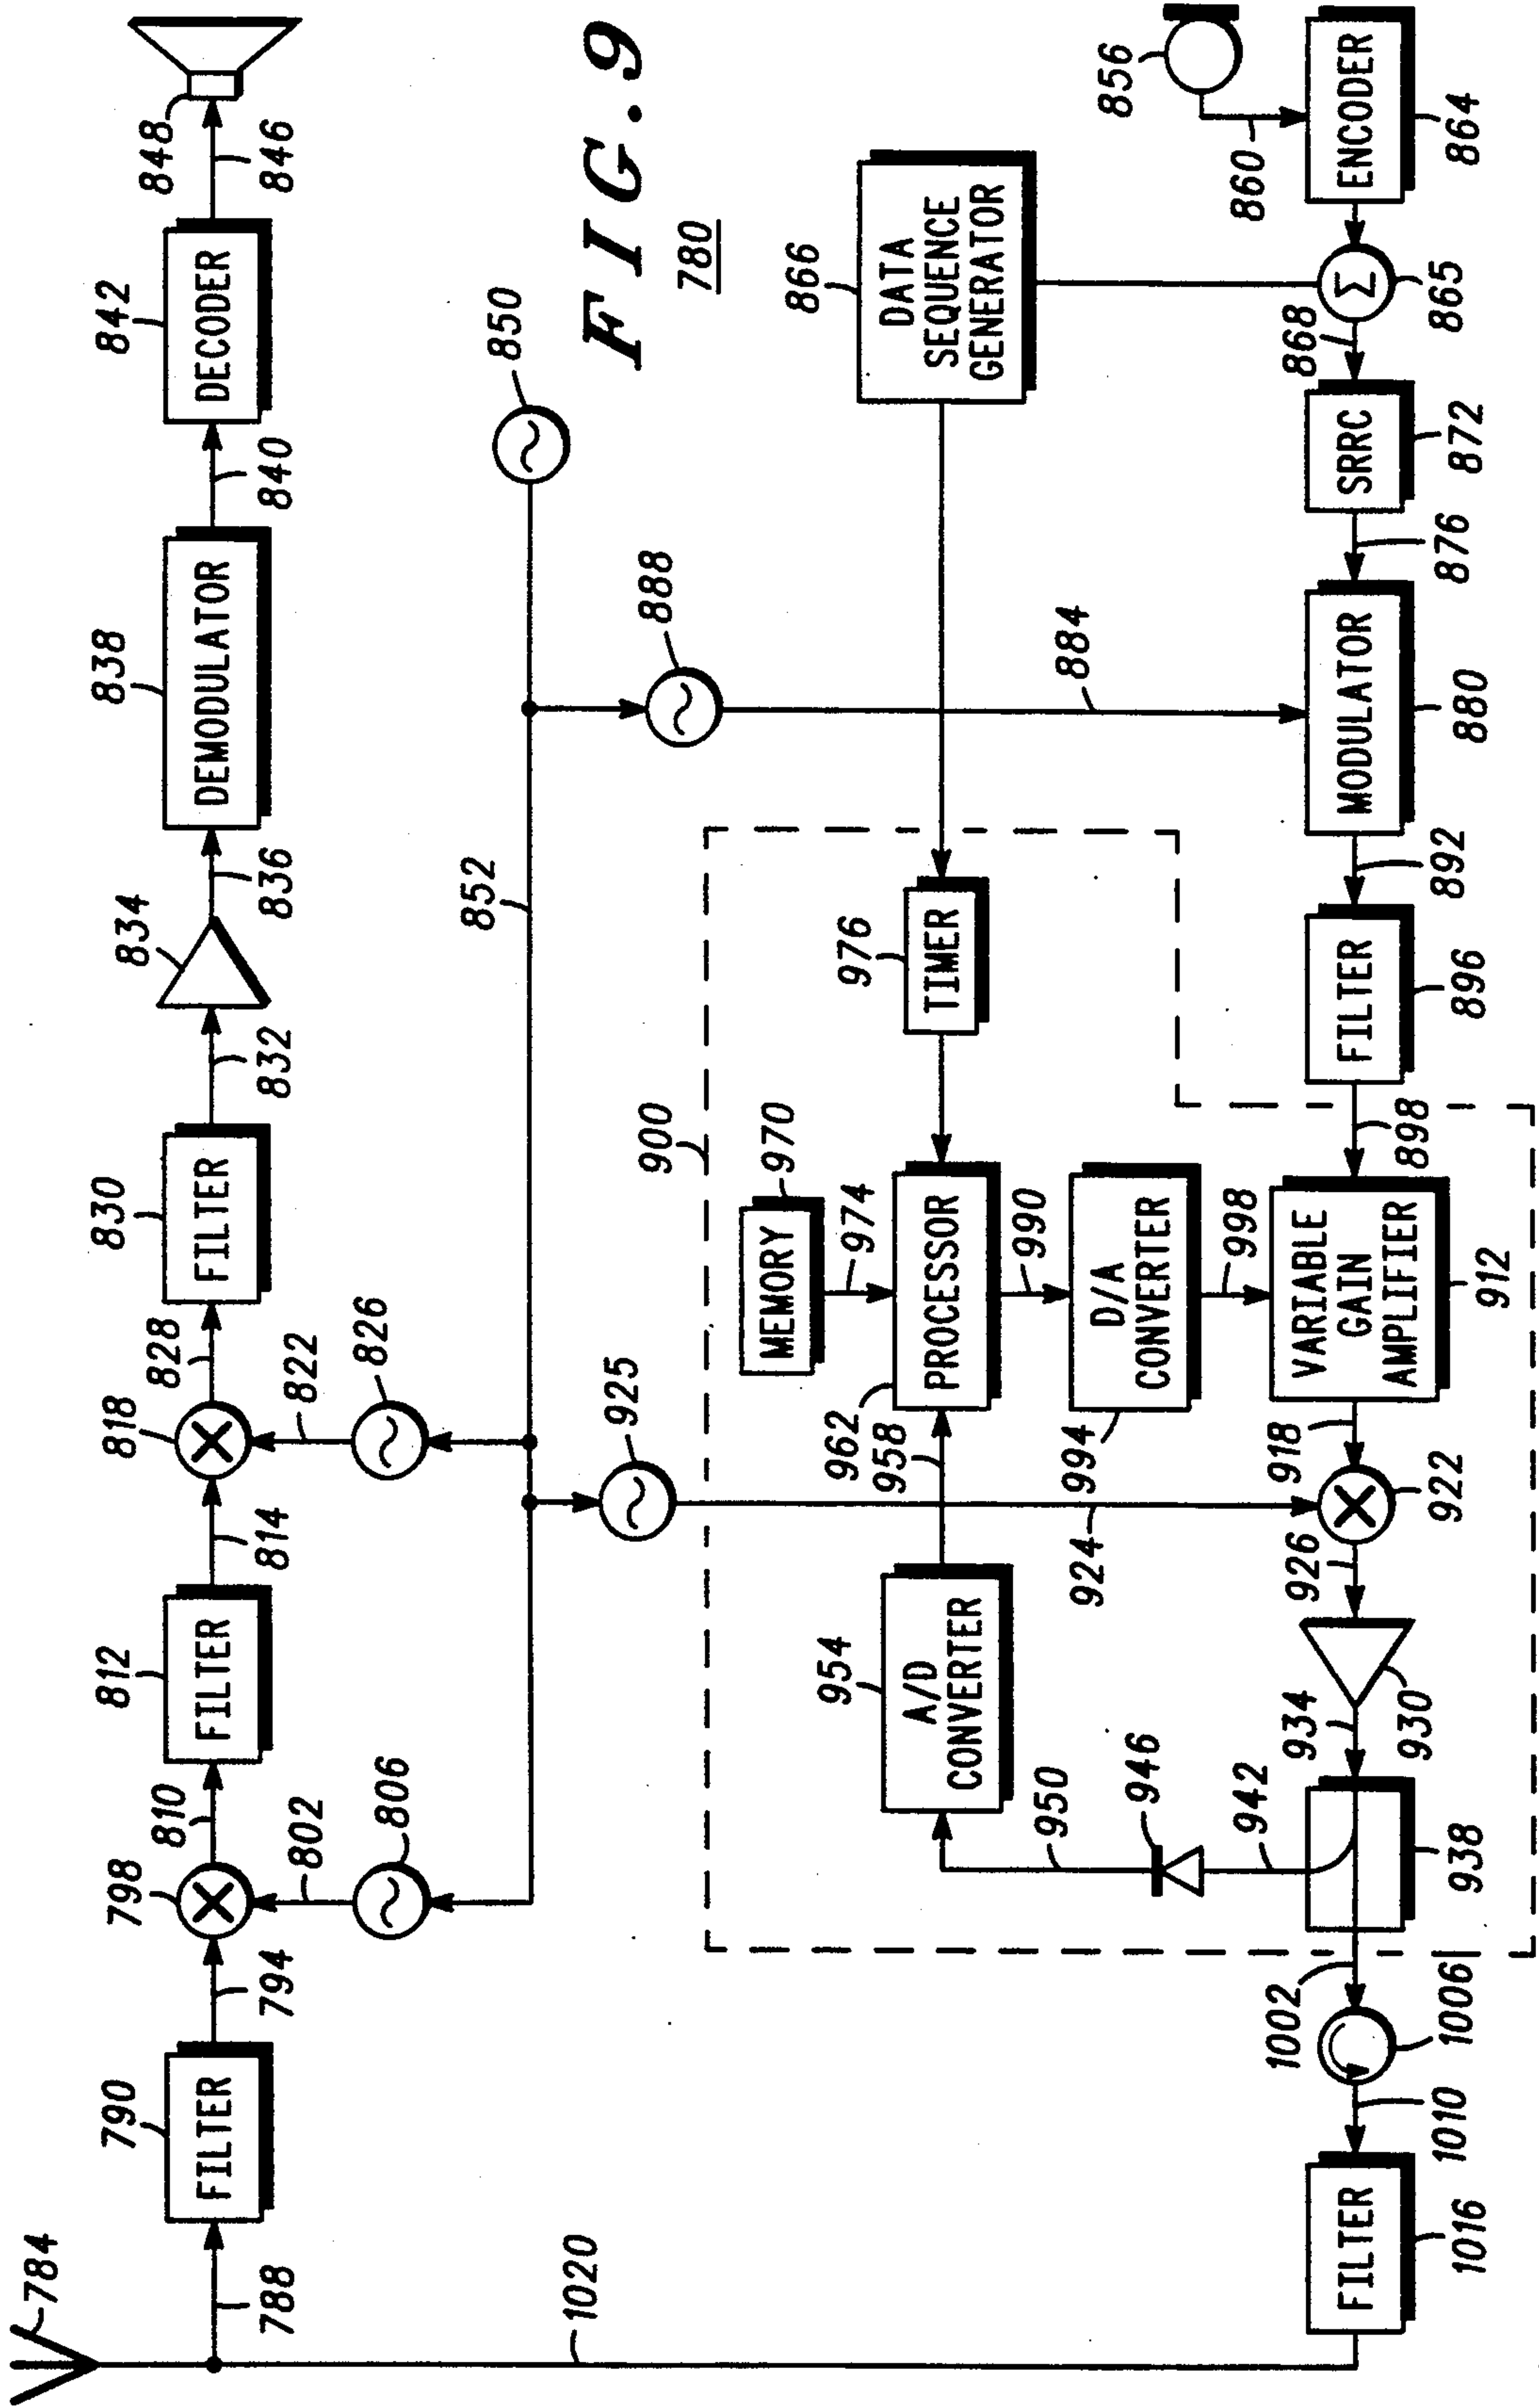 FIG. 9
780
784
788
790
FILTER
794
798
802
806
810
812
FILTER
814
818
822
826
828
830
FILTER
832
834
836
838
DEMODULATOR
840
842
DECODER
846
848
850
852
888
884
925
924
900
866
DATA
SEQUENCE
GENERATOR
976
TIMER
970
MEMORY
974
962
PROCESSOR
958
990
954
A/D
CONVERTER
994
D/A
CONVERTER
998
950
946
942
856
860
ENCODER
864
Σ
865
868
SRRC
872
876
MODULATOR
880
892
FILTER
896
898
VARIABLE
GAIN
AMPLIFIER
912
918
922
926
930
934
938
1002
1006
1010
FILTER
1016
1020